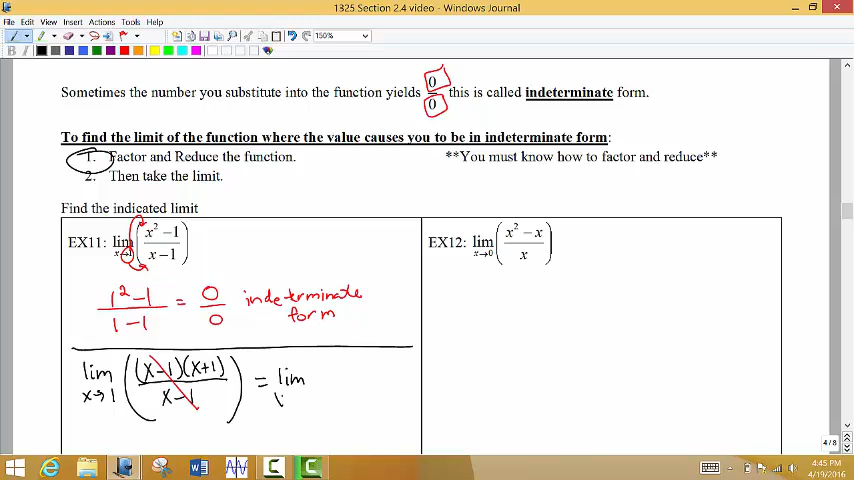 1325 Section 2.4 video - Windows Journal
File Edit View Insert Actions Tools Help
150%
B I
Sometimes the number you substitute into the function yields 0/0 this is called indeterminate form.
To find the limit of the function where the value causes you to be in indeterminate form:
1. Factor and Reduce the function. **You must know how to factor and reduce**
2. Then take the limit.
Find the indicated limit
EX11: lim x→1 (x² − 1 / x − 1)
EX12: lim x→0 (x² − x / x)
1² − 1 / 1 − 1 = 0 / 0 indeterminate
form
lim x→1 ((x−1)(x+1) / x−1) = lim
4 / 8
4:45 PM
4/19/2016